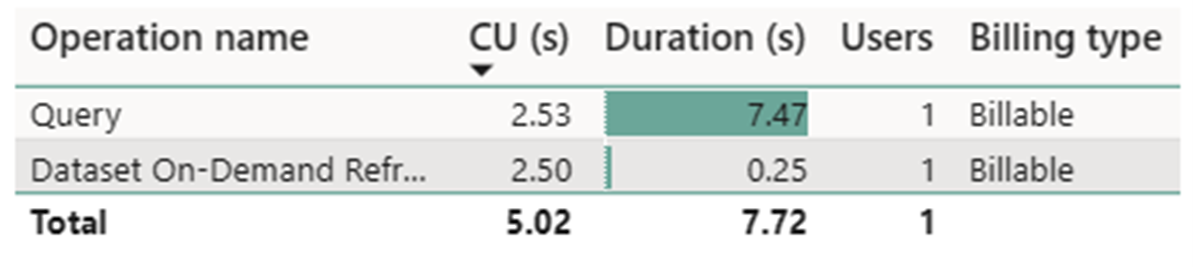 Operation name CU (s) Duration (s) Users Billing type
Query 2.53 7.47 1 Billable
Dataset On-Demand Refr... 2.50 0.25 1 Billable
Total 5.02 7.72 1